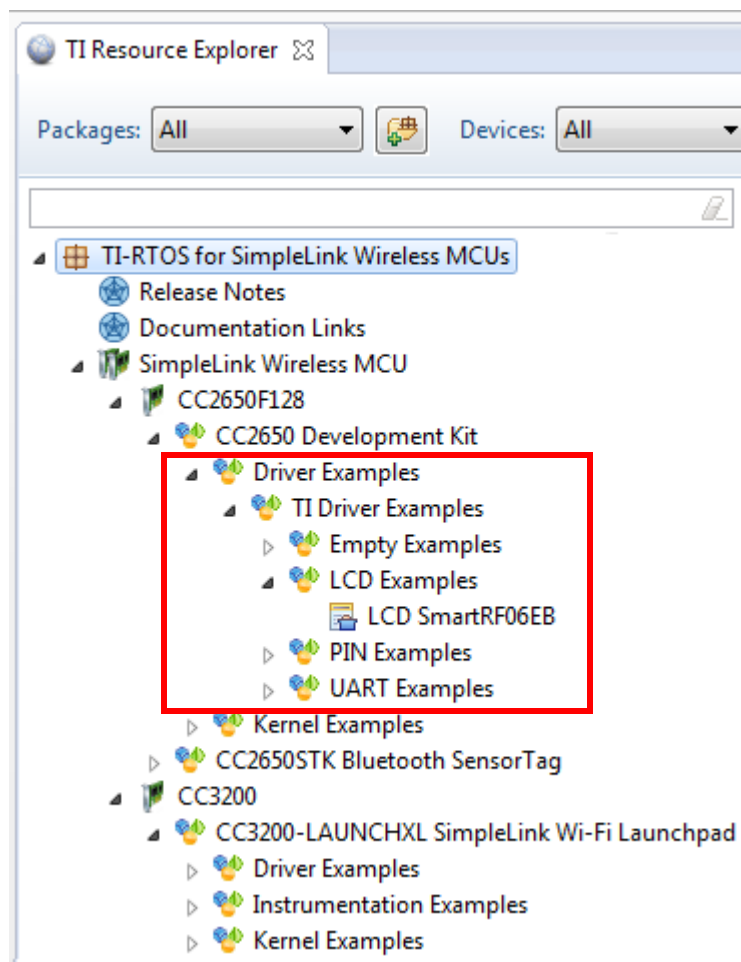 TI Resource Explorer
Packages: All Devices: All
TI-RTOS for SimpleLink Wireless MCUs
Release Notes
Documentation Links
SimpleLink Wireless MCU
CC2650F128
CC2650 Development Kit
Driver Examples
TI Driver Examples
Empty Examples
LCD Examples
LCD SmartRF06EB
PIN Examples
UART Examples
Kernel Examples
CC2650STK Bluetooth SensorTag
CC3200
CC3200-LAUNCHXL SimpleLink Wi-Fi Launchpad
Driver Examples
Instrumentation Examples
Kernel Examples